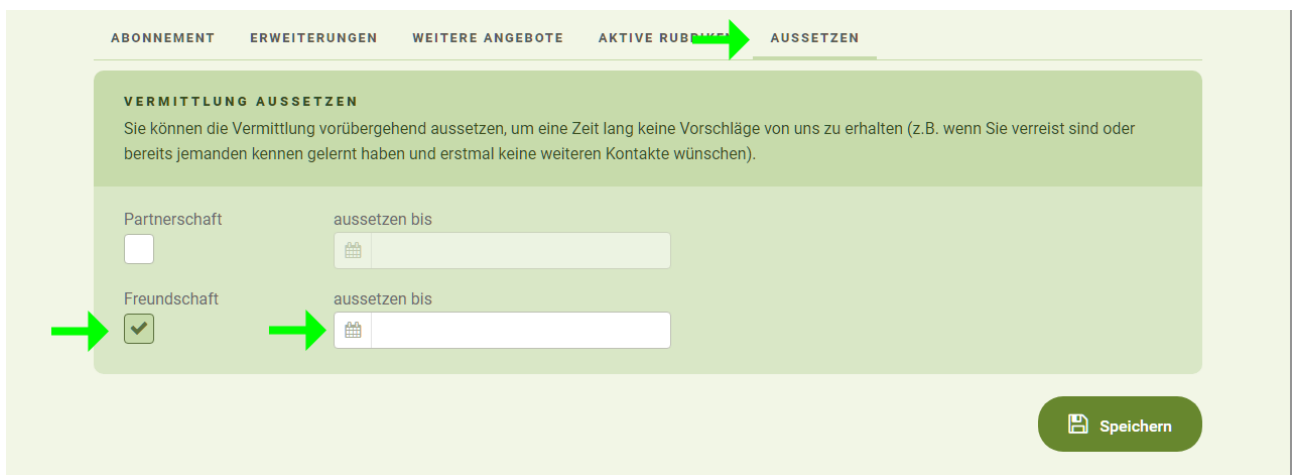 ABONNEMENT ERWEITERUNGEN WEITERE ANGEBOTE AKTIVE RUBRIKEN AUSSETZEN
VERMITTLUNG AUSSETZEN
Sie können die Vermittlung vorübergehend aussetzen, um eine Zeit lang keine Vorschläge von uns zu erhalten (z.B. wenn Sie verreist sind oder
bereits jemanden kennen gelernt haben und erstmal keine weiteren Kontakte wünschen).
Partnerschaft aussetzen bis
Freundschaft aussetzen bis
Speichern